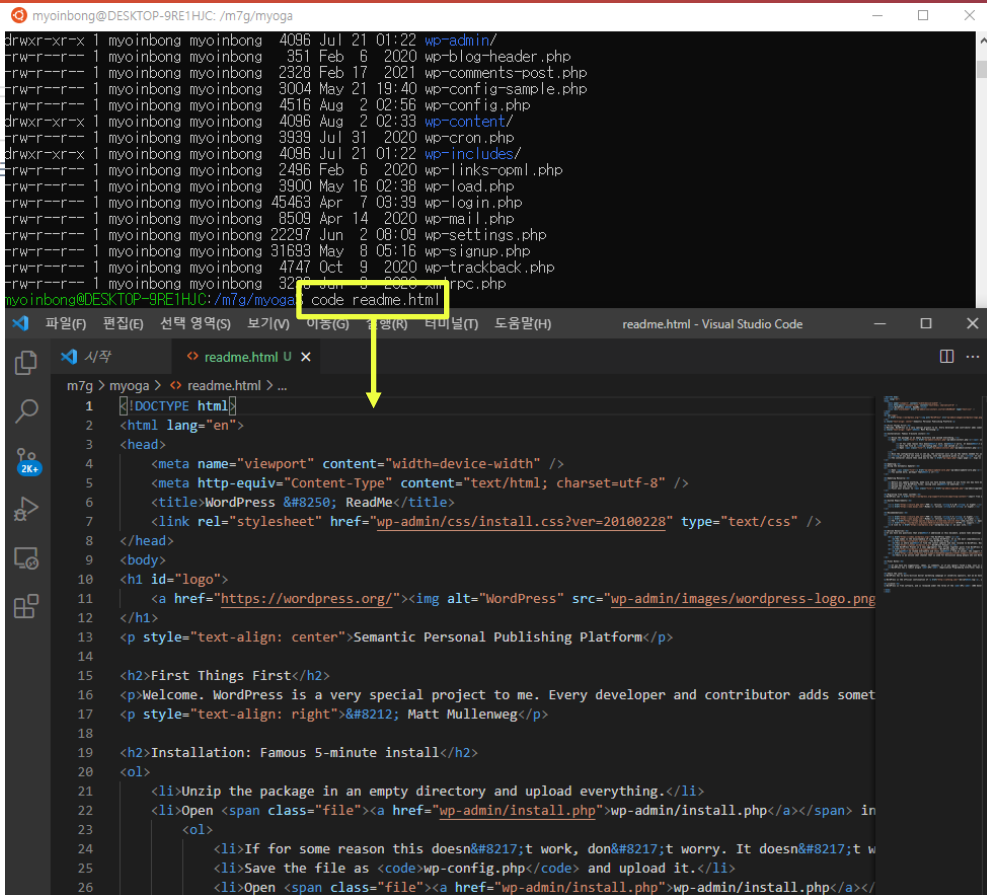 myoinbong@DESKTOP-9RE1HJC: /m7g/myoga
drwxr-xr-x 1 myoinbong myoinbong 4096 Jul 21 01:22 wp-admin/
-rw-r--r-- 1 myoinbong myoinbong 351 Feb 6 2020 wp-blog-header.php
-rw-r--r-- 1 myoinbong myoinbong 2328 Feb 17 2021 wp-comments-post.php
-rw-r--r-- 1 myoinbong myoinbong 3004 May 21 19:40 wp-config-sample.php
-rw-r--r-- 1 myoinbong myoinbong 4516 Aug 2 02:56 wp-config.php
drwxr-xr-x 1 myoinbong myoinbong 4096 Aug 2 02:33 wp-content/
-rw-r--r-- 1 myoinbong myoinbong 3939 Jul 31 2020 wp-cron.php
drwxr-xr-x 1 myoinbong myoinbong 4096 Jul 21 01:22 wp-includes/
-rw-r--r-- 1 myoinbong myoinbong 2496 Feb 6 2020 wp-links-opml.php
-rw-r--r-- 1 myoinbong myoinbong 3900 May 16 02:38 wp-load.php
-rw-r--r-- 1 myoinbong myoinbong 45463 Apr 7 03:39 wp-login.php
-rw-r--r-- 1 myoinbong myoinbong 8509 Apr 14 2020 wp-mail.php
-rw-r--r-- 1 myoinbong myoinbong 22297 Jun 2 08:09 wp-settings.php
-rw-r--r-- 1 myoinbong myoinbong 31693 May 8 05:16 wp-signup.php
-rw-r--r-- 1 myoinbong myoinbong 4747 Oct 9 2020 wp-trackback.php
-rw-r--r-- 1 myoinbong myoinbong Jun 8 2020 xmlrpc.php
myoinbong@DESKTOP-9RE1HJC:/m7g/myoga$ code readme.html
파일(F) 편집(E) 선택 영역(S) 보기(V) 이동(G) 실행(R) 터미널(T) 도움말(H) readme.html - Visual Studio Code
시작 <> readme.html U
m7g > myoga > <> readme.html > ...
1 <!DOCTYPE html>
2 <html lang="en">
3 <head>
4 <meta name="viewport" content="width=device-width" />
5 <meta http-equiv="Content-Type" content="text/html; charset=utf-8" />
6 <title>WordPress &#8250; ReadMe</title>
7 <link rel="stylesheet" href="wp-admin/css/install.css?ver=20100228" type="text/css" />
8 </head>
9 <body>
10 <h1 id="logo">
11 <a href="https://wordpress.org/"><img alt="WordPress" src="wp-admin/images/wordpress-logo.png
12 </h1>
13 <p style="text-align: center">Semantic Personal Publishing Platform</p>
14
15 <h2>First Things First</h2>
16 <p>Welcome. WordPress is a very special project to me. Every developer and contributor adds somet
17 <p style="text-align: right">&#8212; Matt Mullenweg</p>
18
19 <h2>Installation: Famous 5-minute install</h2>
20 <ol>
21 <li>Unzip the package in an empty directory and upload everything.</li>
22 <li>Open <span class="file"><a href="wp-admin/install.php">wp-admin/install.php</a></span> in
23 <ol>
24 <li>If for some reason this doesn&#8217;t work, don&#8217;t worry. It doesn&#8217;t w
25 <li>Save the file as <code>wp-config.php</code> and upload it.</li>
26 <li>Open <span class="file"><a href="wp-admin/install.php">wp-admin/install.php</a></
2K+